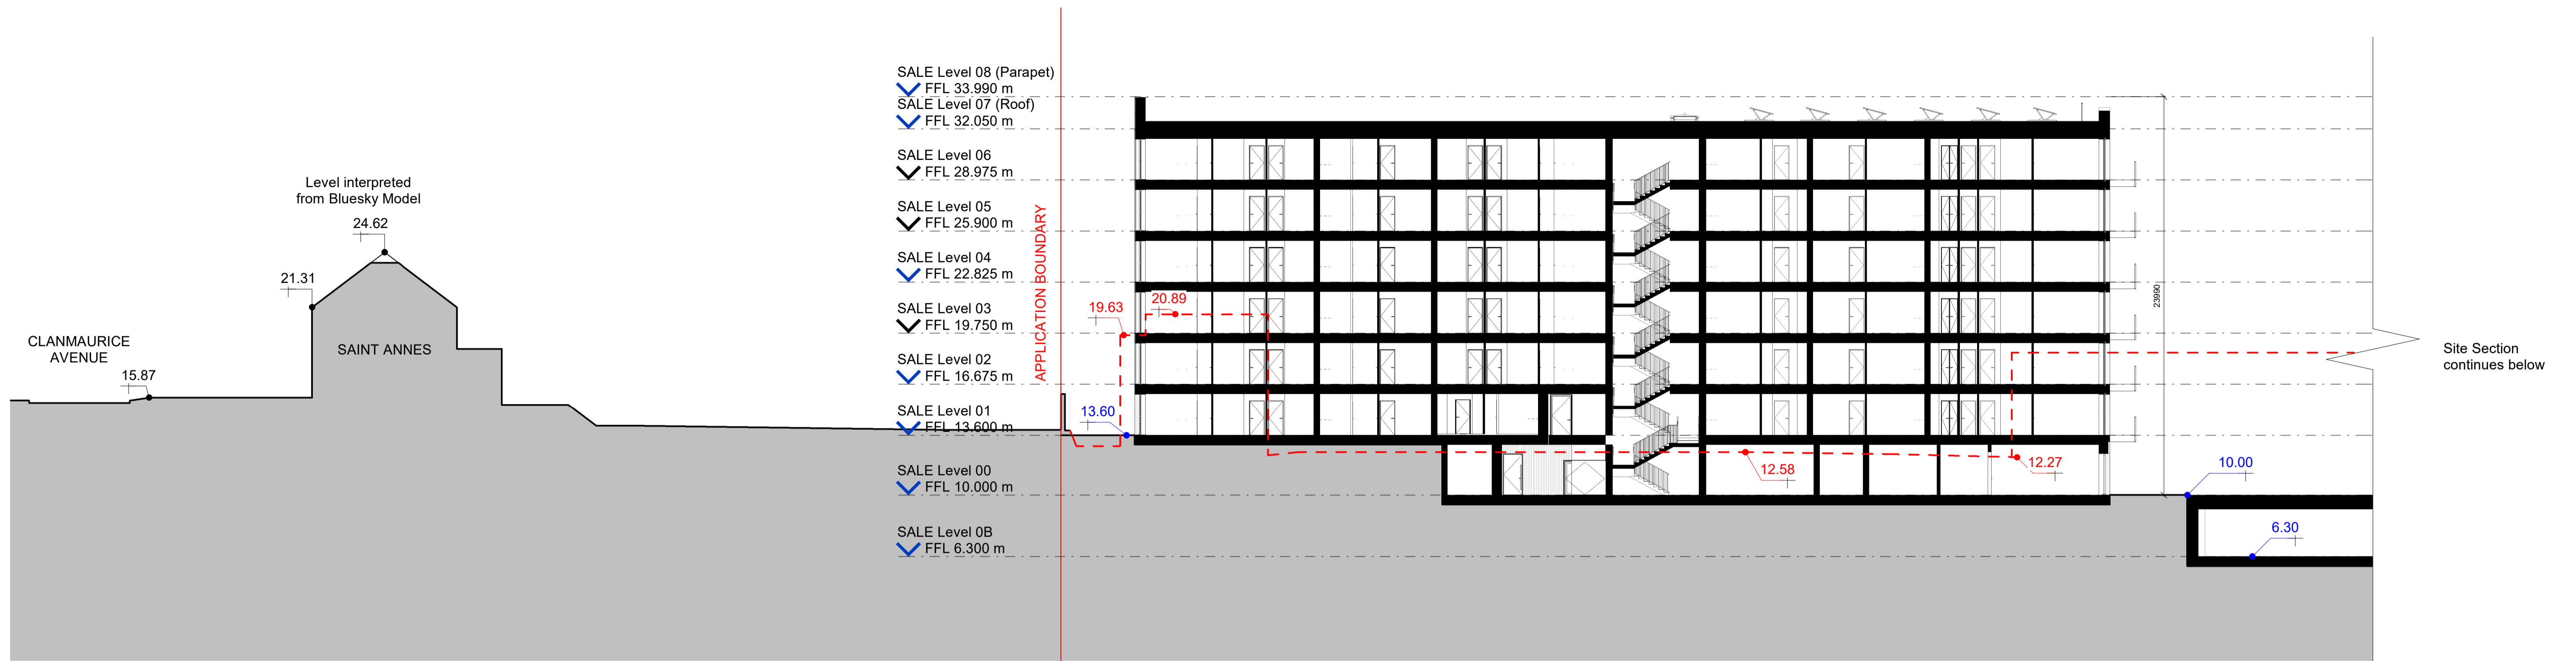 SALE Level 08 (Parapet)
FFL 33.990 m
SALE Level 07 (Roof)
FFL 32.050 m
SALE Level 06
FFL 28.975 m
SALE Level 05
FFL 25.900 m
SALE Level 04
FFL 22.825 m
SALE Level 03
FFL 19.750 m
SALE Level 02
FFL 16.675 m
SALE Level 01
FFL 13.600 m
SALE Level 00
FFL 10.000 m
SALE Level 0B
FFL 6.300 m
Level interpreted
from Bluesky Model
24.62
21.31
CLANMAURICE
AVENUE
15.87
SAINT ANNES
APPLICATION BOUNDARY
19.63
20.89
13.60
12.58
12.27
23990
10.00
6.30
Site Section
continues below